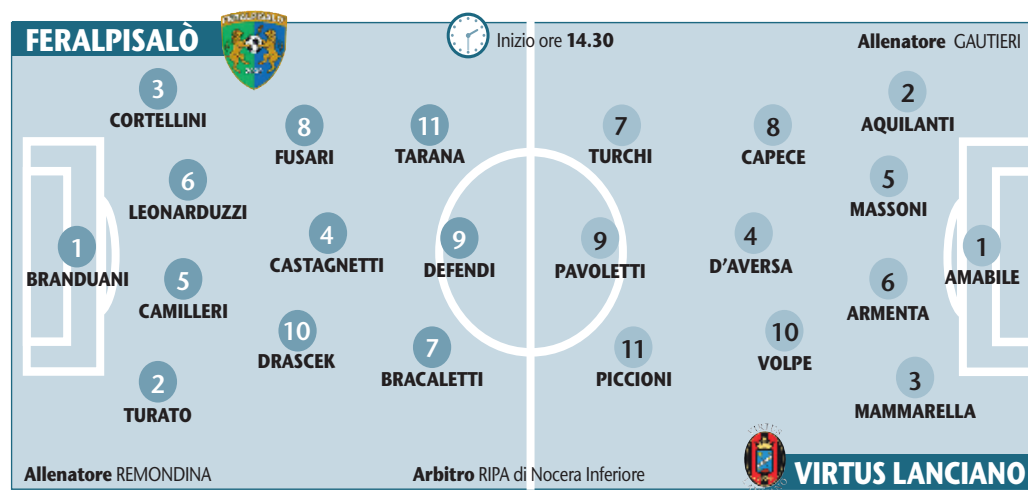 FERALPISALÒ
Inizio ore 14.30
Allenatore GAUTIERI
3
CORTELLINI
8
FUSARI
11
TARANA
6
LEONARDUZZI
1
BRANDUANI
4
CASTAGNETTI
9
DEFENDI
5
CAMILLERI
10
DRASCEK
7
BRACALETTI
2
TURATO
7
TURCHI
8
CAPECE
2
AQUILANTI
5
MASSONI
9
PAVOLETTI
4
D'AVERSA
1
AMABILE
6
ARMENTA
11
PICCIONI
10
VOLPE
3
MAMMARELLA
Allenatore REMONDINA
Arbitro RIPA di Nocera Inferiore
VIRTUS LANCIANO